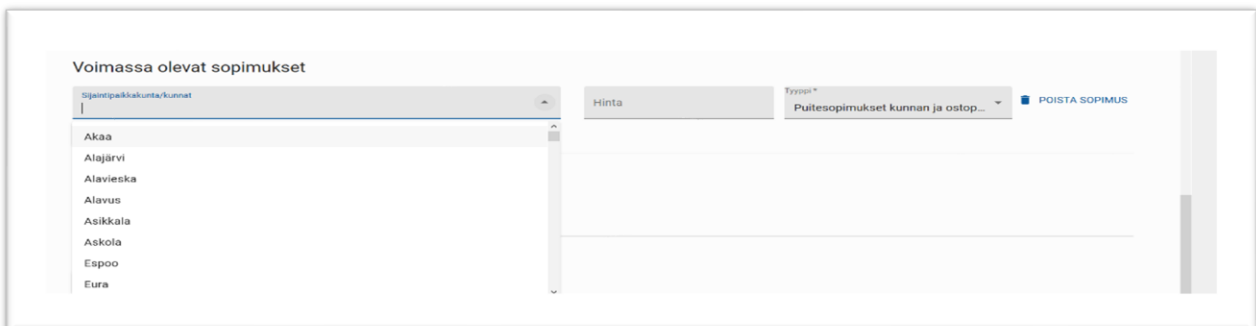 Voimassa olevat sopimukset
Sijaintipaikkakunta/kunnat
Hinta
Tyyppi *
Puitesopimukset kunnan ja ostop...
POISTA SOPIMUS
Akaa
Alajärvi
Alavieska
Alavus
Asikkala
Askola
Espoo
Eura